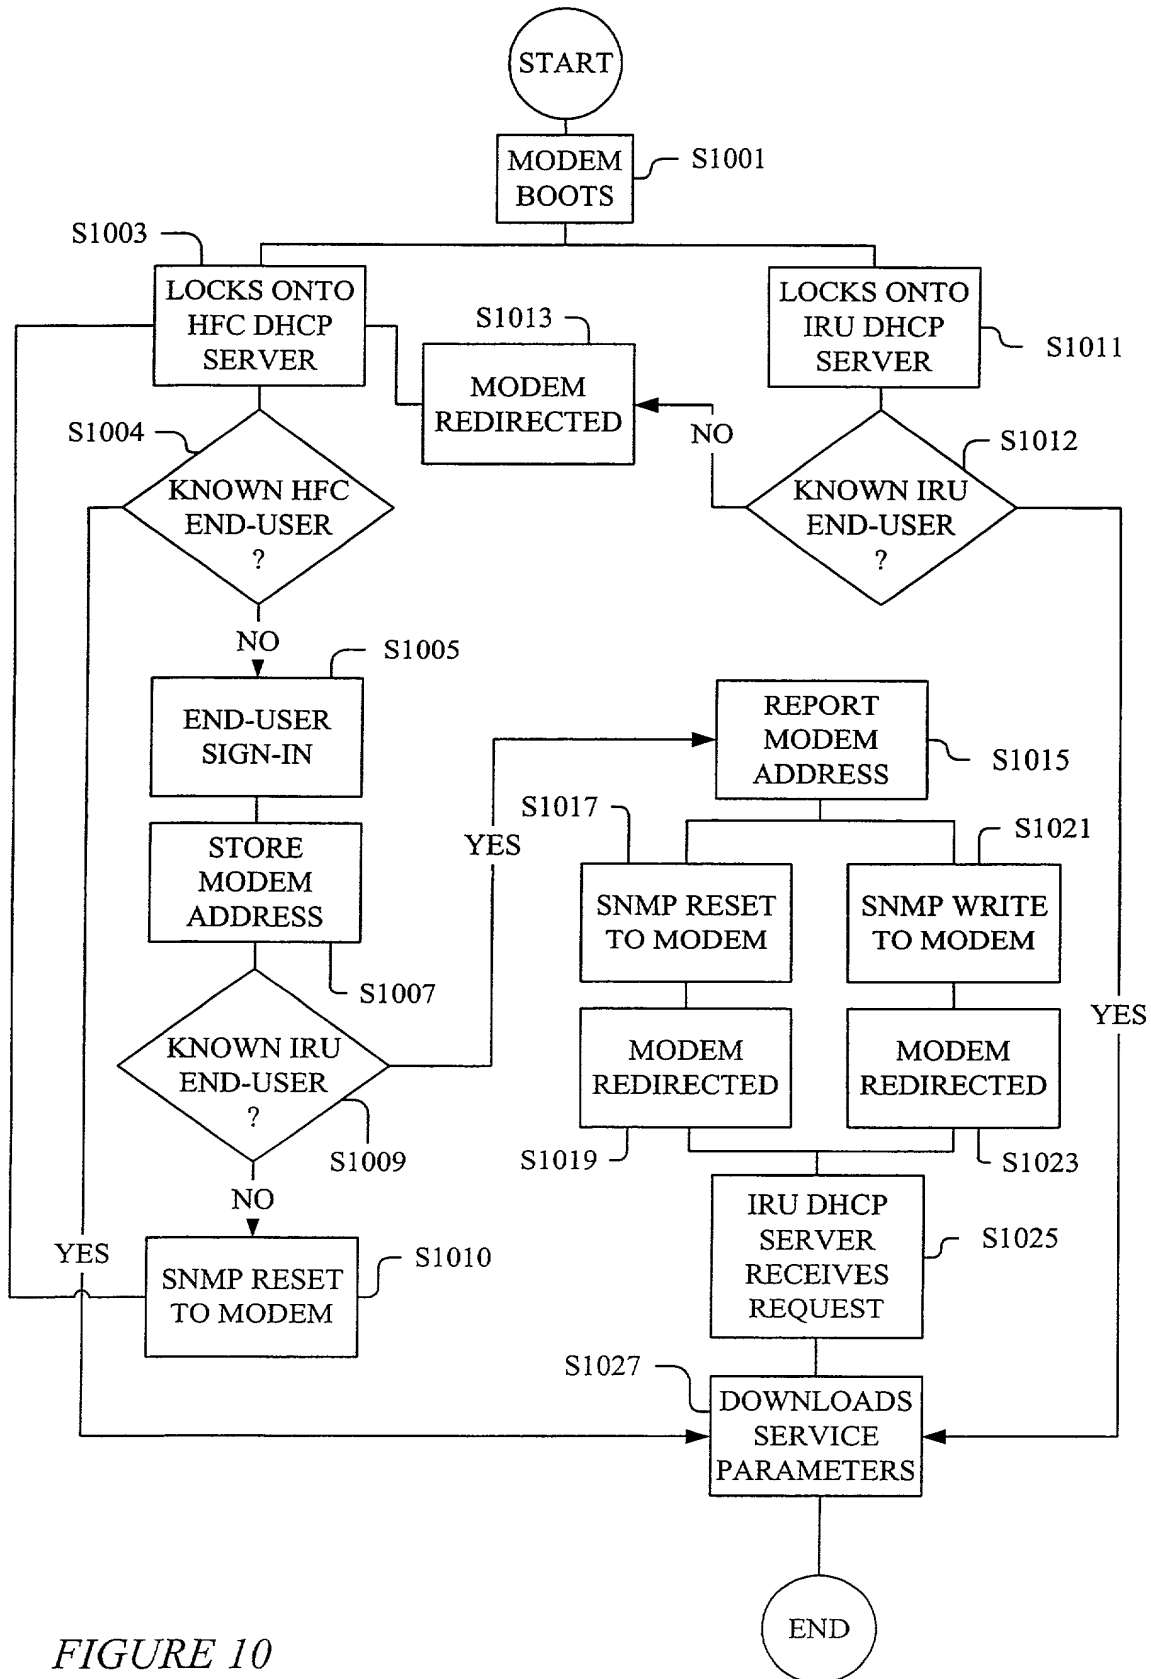 START
MODEM
BOOTS
S1001
S1003
LOCKS ONTO
HFC DHCP
SERVER
S1013
MODEM
REDIRECTED
LOCKS ONTO
IRU DHCP
SERVER
S1011
S1004
KNOWN HFC
END-USER
?
NO
S1012
KNOWN IRU
END-USER
?
NO
S1005
END-USER
SIGN-IN
STORE
MODEM
ADDRESS
S1007
YES
REPORT
MODEM
ADDRESS
S1015
S1017
SNMP RESET
TO MODEM
S1021
SNMP WRITE
TO MODEM
KNOWN IRU
END-USER
?
S1009
MODEM
REDIRECTED
S1019
MODEM
REDIRECTED
S1023
YES
NO
YES
SNMP RESET
TO MODEM
S1010
IRU DHCP
SERVER
RECEIVES
REQUEST
S1025
S1027
DOWNLOADS
SERVICE
PARAMETERS
END
FIGURE 10